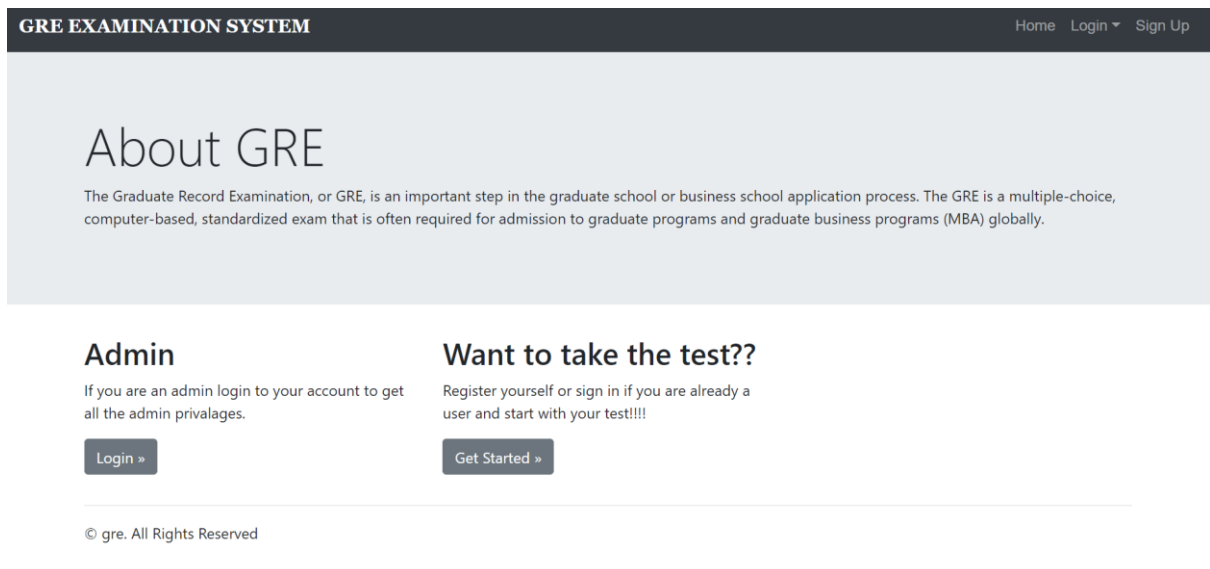 GRE EXAMINATION SYSTEM
Home Login Sign Up
About GRE
The Graduate Record Examination, or GRE, is an important step in the graduate school or business school application process. The GRE is a multiple-choice,
computer-based, standardized exam that is often required for admission to graduate programs and graduate business programs (MBA) globally.
Admin
If you are an admin login to your account to get
all the admin privalages.
Login »
Want to take the test??
Register yourself or sign in if you are already a
user and start with your test!!!!
Get Started »
© gre. All Rights Reserved